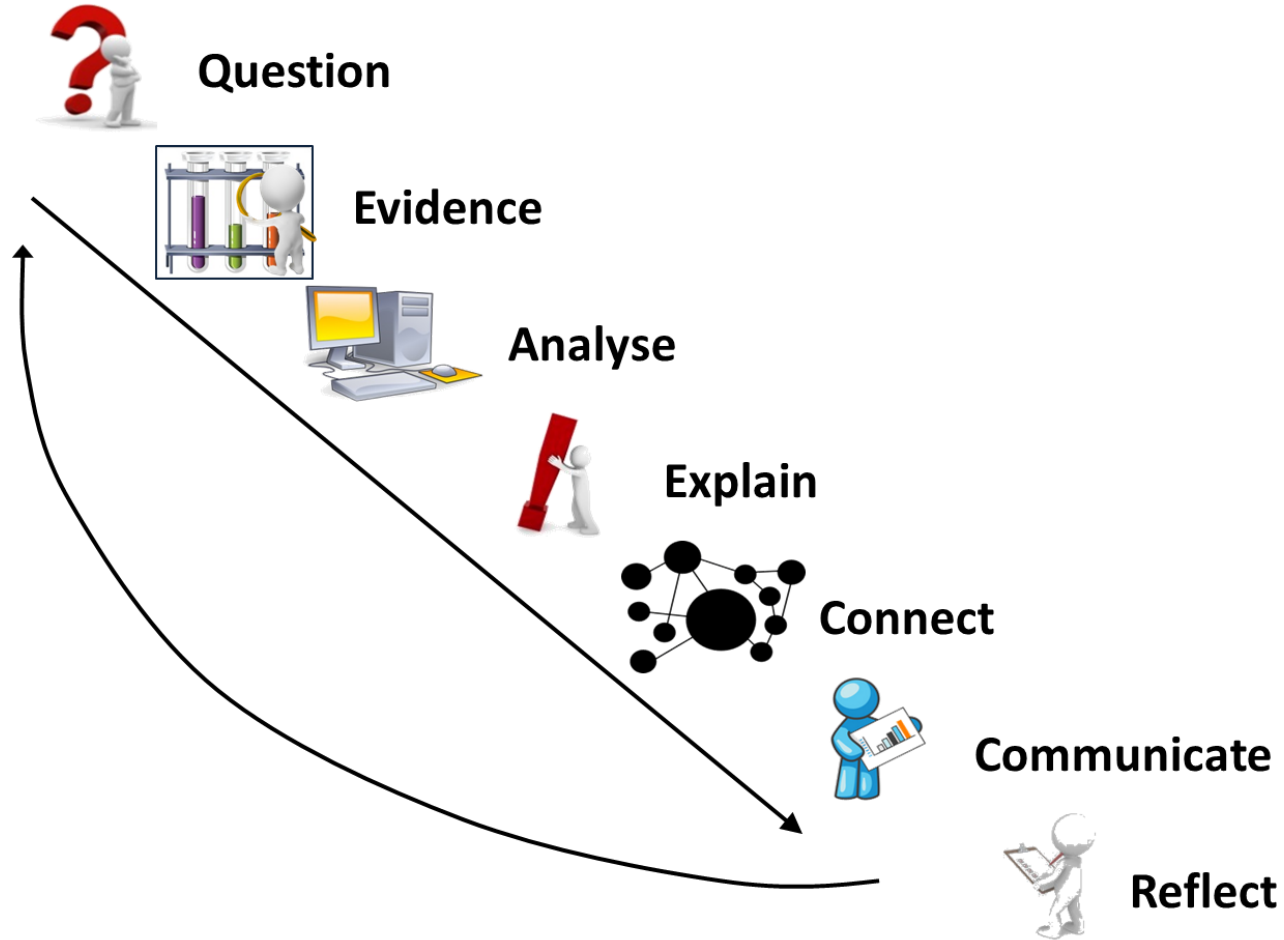 Question
Evidence
Analyse
Explain
Connect
Communicate
Reflect